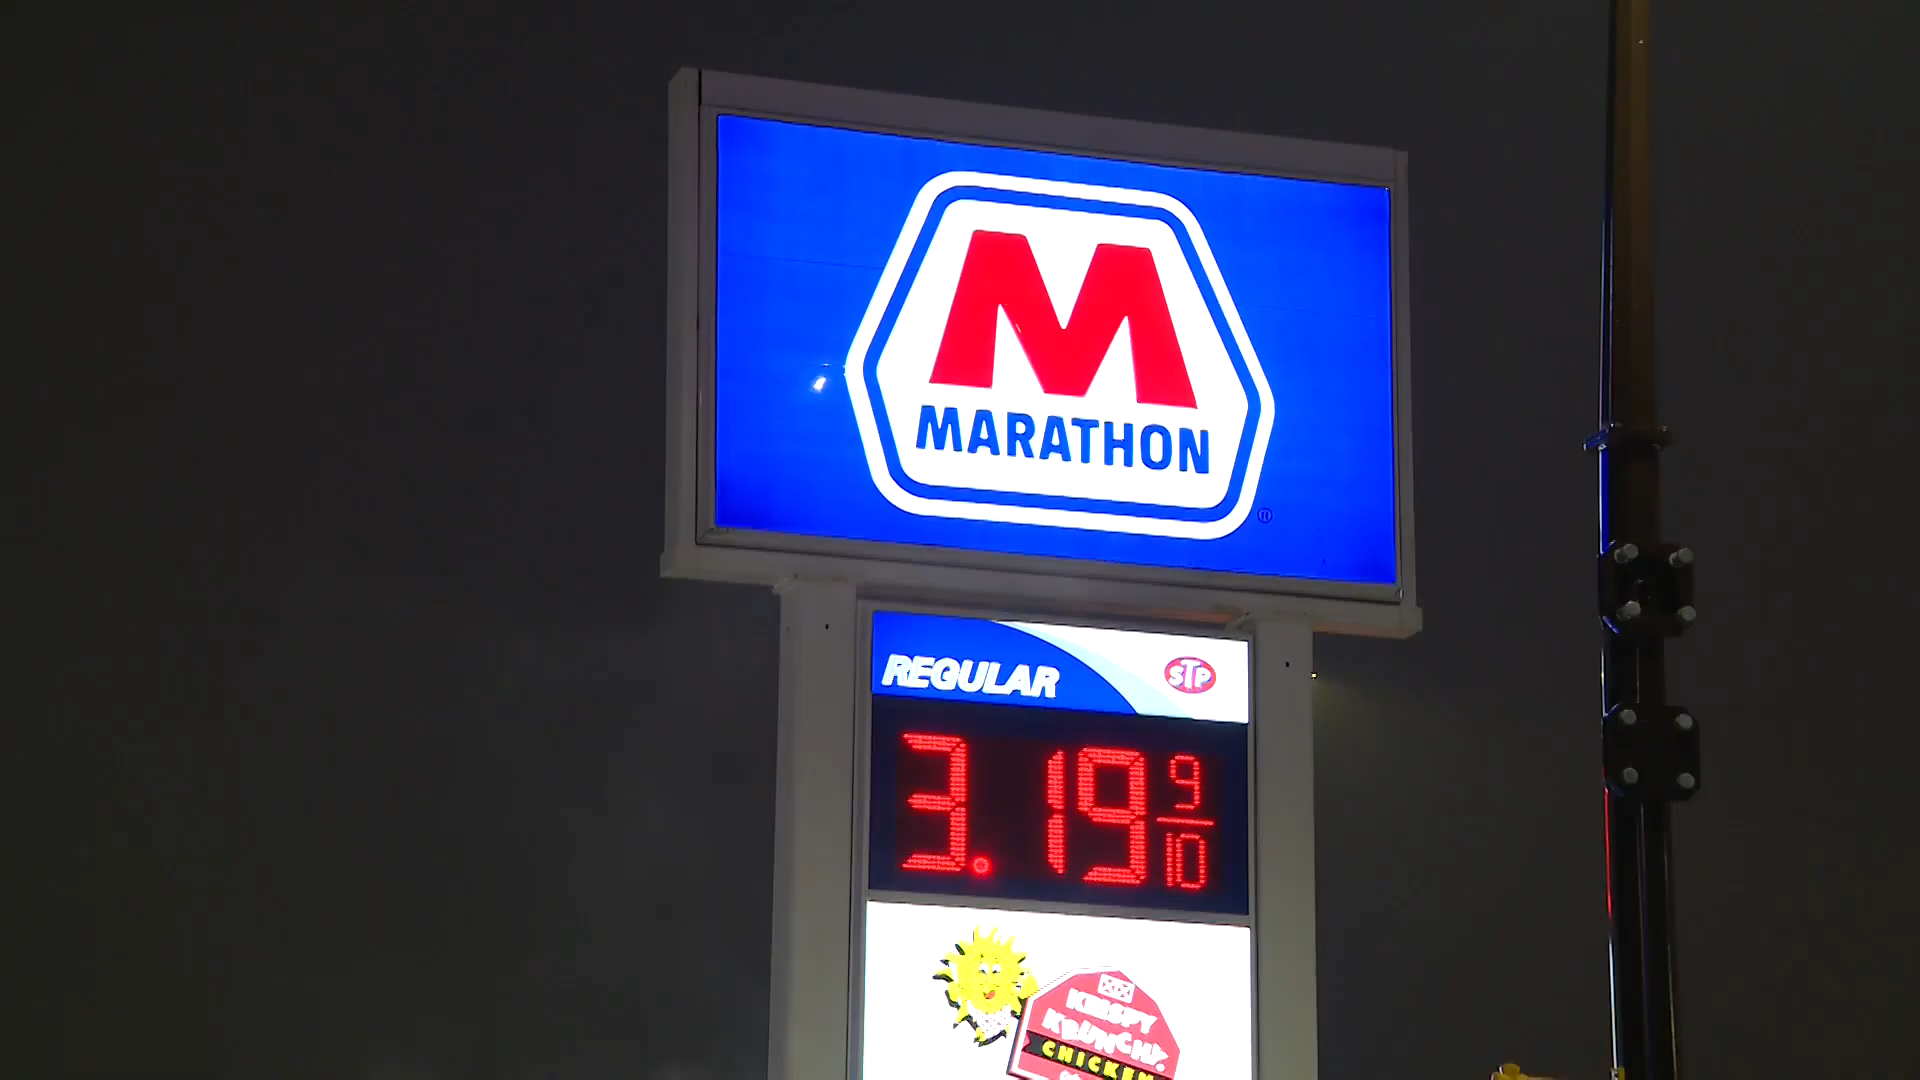 M
MARATHON
®
REGULAR
STP
3.19 9/10
KRISPY
KRUNCHY
CHICKEN